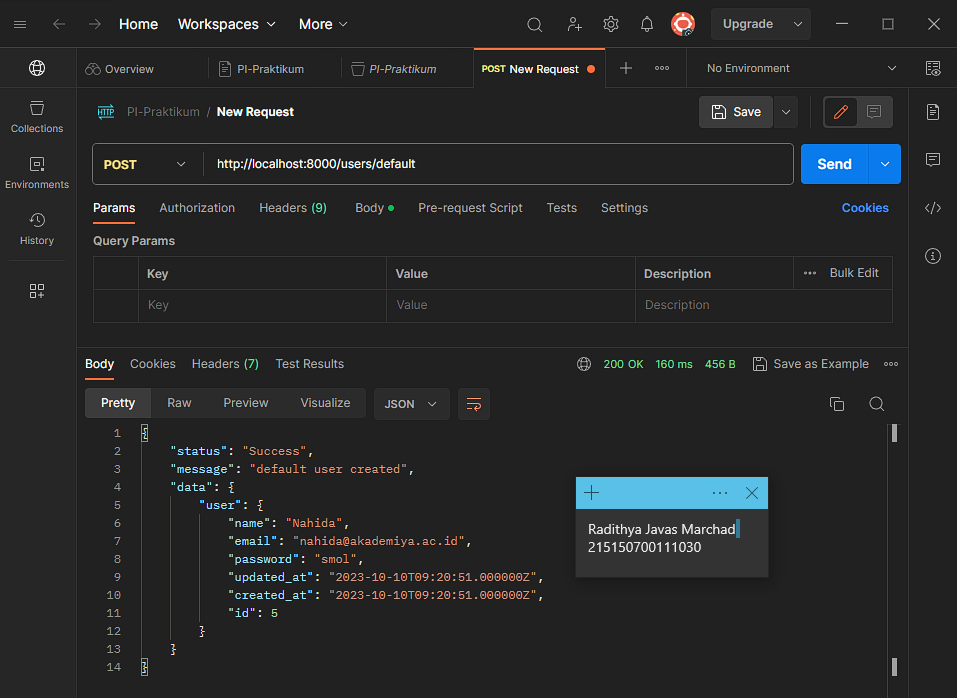 Home Workspaces More Upgrade
Overview PI-Praktikum PI-Praktikum POST New Request No Environment
HTTP PI-Praktikum / New Request Save
Collections
POST http://localhost:8000/users/default Send
Environments
Params Authorization Headers (9) Body Pre-request Script Tests Settings Cookies
History
Query Params
Key Value Description Bulk Edit
Key Value Description
Body Cookies Headers (7) Test Results 200 OK 160 ms 456 B Save as Example
Pretty Raw Preview Visualize JSON
1 {
2 "status": "Success",
3 "message": "default user created",
4 "data": {
5 "user": {
6 "name": "Nahida",
7 "email": "nahida@akademiya.ac.id",
8 "password": "smol",
9 "updated_at": "2023-10-10T09:20:51.000000Z",
10 "created_at": "2023-10-10T09:20:51.000000Z",
11 "id": 5
12 }
13 }
14 }
Radithya Javas Marchad
215150700111030